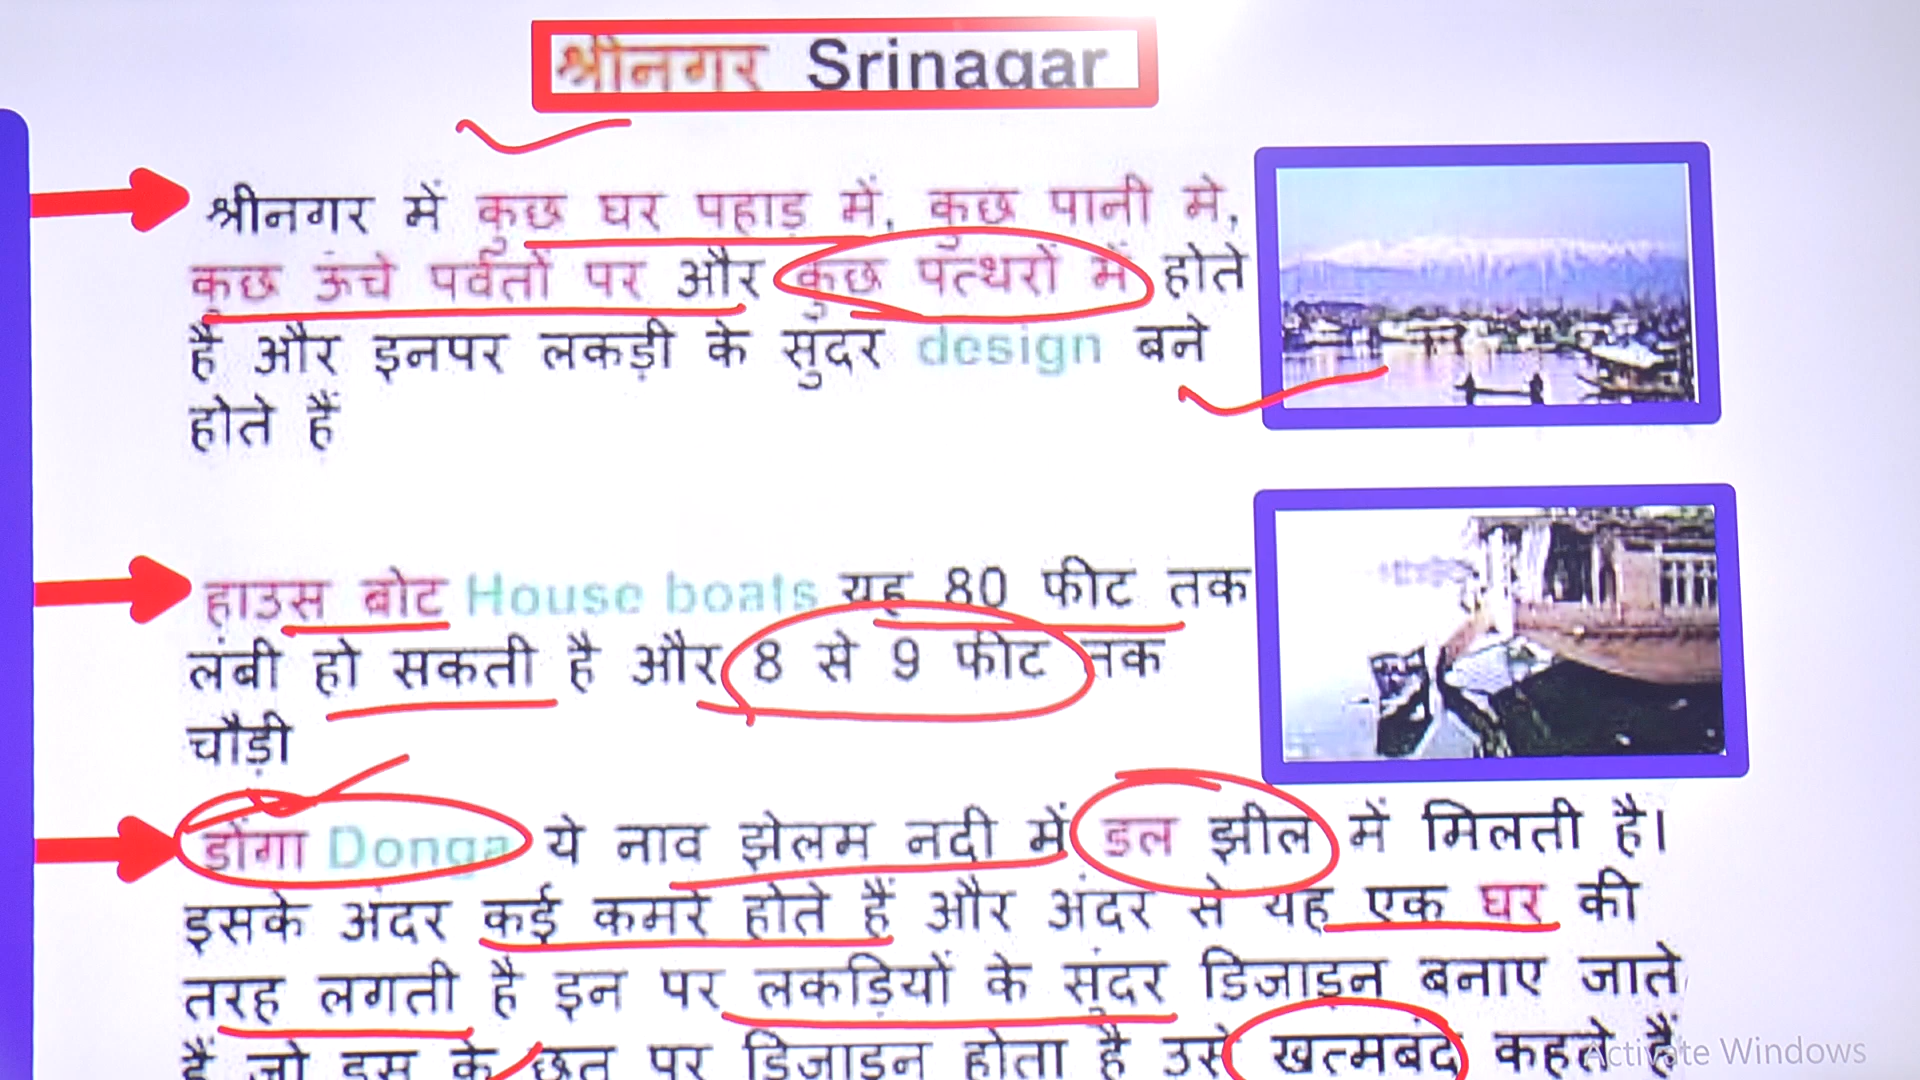 श्रीनगर Srinagar
श्रीनगर में कुछ घर पहाड़ में, कुछ पानी मे,
कुछ ऊंचे पर्वतों पर और कुछ पत्थरों में होते
हैं और इनपर लकड़ी के सुंदर design बने
होते हैं
हाउस बोट House boats यह 80 फीट तक
लंबी हो सकती है और 8 से 9 फीट तक
चौड़ी
डोंगा Donga ये नाव झेलम नदी में डल झील में मिलती है।
इसके अंदर कई कमरे होते हैं और अंदर से यह एक घर की
तरह लगती है इन पर लकड़ियों के सुंदर डिजाइन बनाए जाते
हैं जो इस के छत पर डिजाइन होता है उसे खत्मबंद कहते हैं
Activate Windows